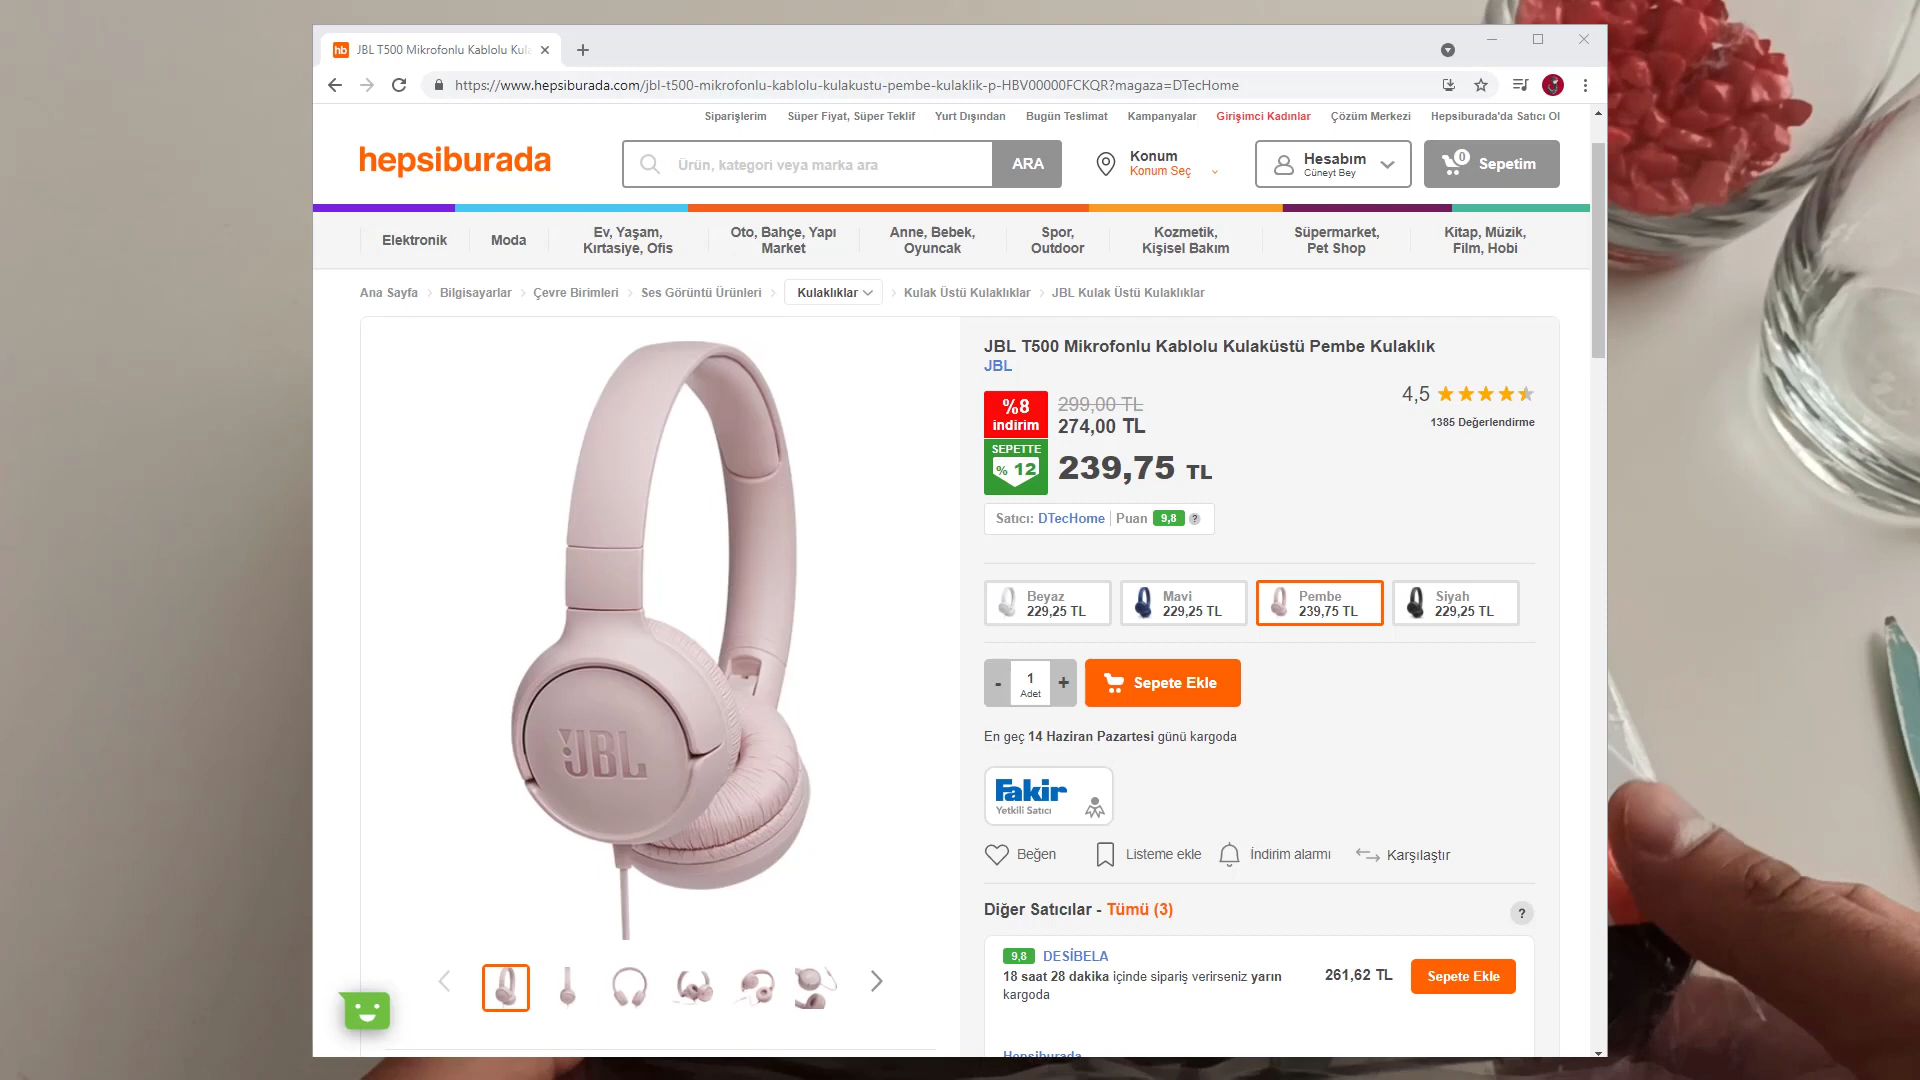 JBL T500 Mikrofonlu Kablolu Kula
https://www.hepsiburada.com/jbl-t500-mikrofonlu-kablolu-kulakustu-pembe-kulaklik-p-HBV00000FCKQR?magaza=DTecHome
Siparişlerim Süper Fiyat, Süper Teklif Yurt Dışından Bugün Teslimat Kampanyalar Girişimci Kadınlar Çözüm Merkezi Hepsiburada'da Satıcı Ol
hepsiburada
Ürün, kategori veya marka ara
ARA
Konum
Konum Seç
Hesabım
Cüneyt Bey
0
Sepetim
Elektronik
Moda
Ev, Yaşam,
Kırtasiye, Ofis
Oto, Bahçe, Yapı
Market
Anne, Bebek,
Oyuncak
Spor,
Outdoor
Kozmetik,
Kişisel Bakım
Süpermarket,
Pet Shop
Kitap, Müzik,
Film, Hobi
Ana Sayfa Bilgisayarlar Çevre Birimleri Ses Görüntü Ürünleri Kulaklıklar Kulak Üstü Kulaklıklar JBL Kulak Üstü Kulaklıklar
JBL
JBL T500 Mikrofonlu Kablolu Kulaküstü Pembe Kulaklık
JBL
%8
indirim
299,00 TL
274,00 TL
4,5
1385 Değerlendirme
SEPETTE
% 12
239,75 TL
Satıcı: DTecHome Puan 9,8 ?
Beyaz
229,25 TL
Mavi
229,25 TL
Pembe
239,75 TL
Siyah
229,25 TL
- 1 +
Adet
Sepete Ekle
En geç 14 Haziran Pazartesi günü kargoda
Fakir
Yetkili Satıcı
Beğen Listeme ekle İndirim alarmı Karşılaştır
Diğer Satıcılar - Tümü (3)
?
9,8 DESİBELA
18 saat 28 dakika içinde sipariş verirseniz yarın
kargoda
261,62 TL
Sepete Ekle
Hepsiburada